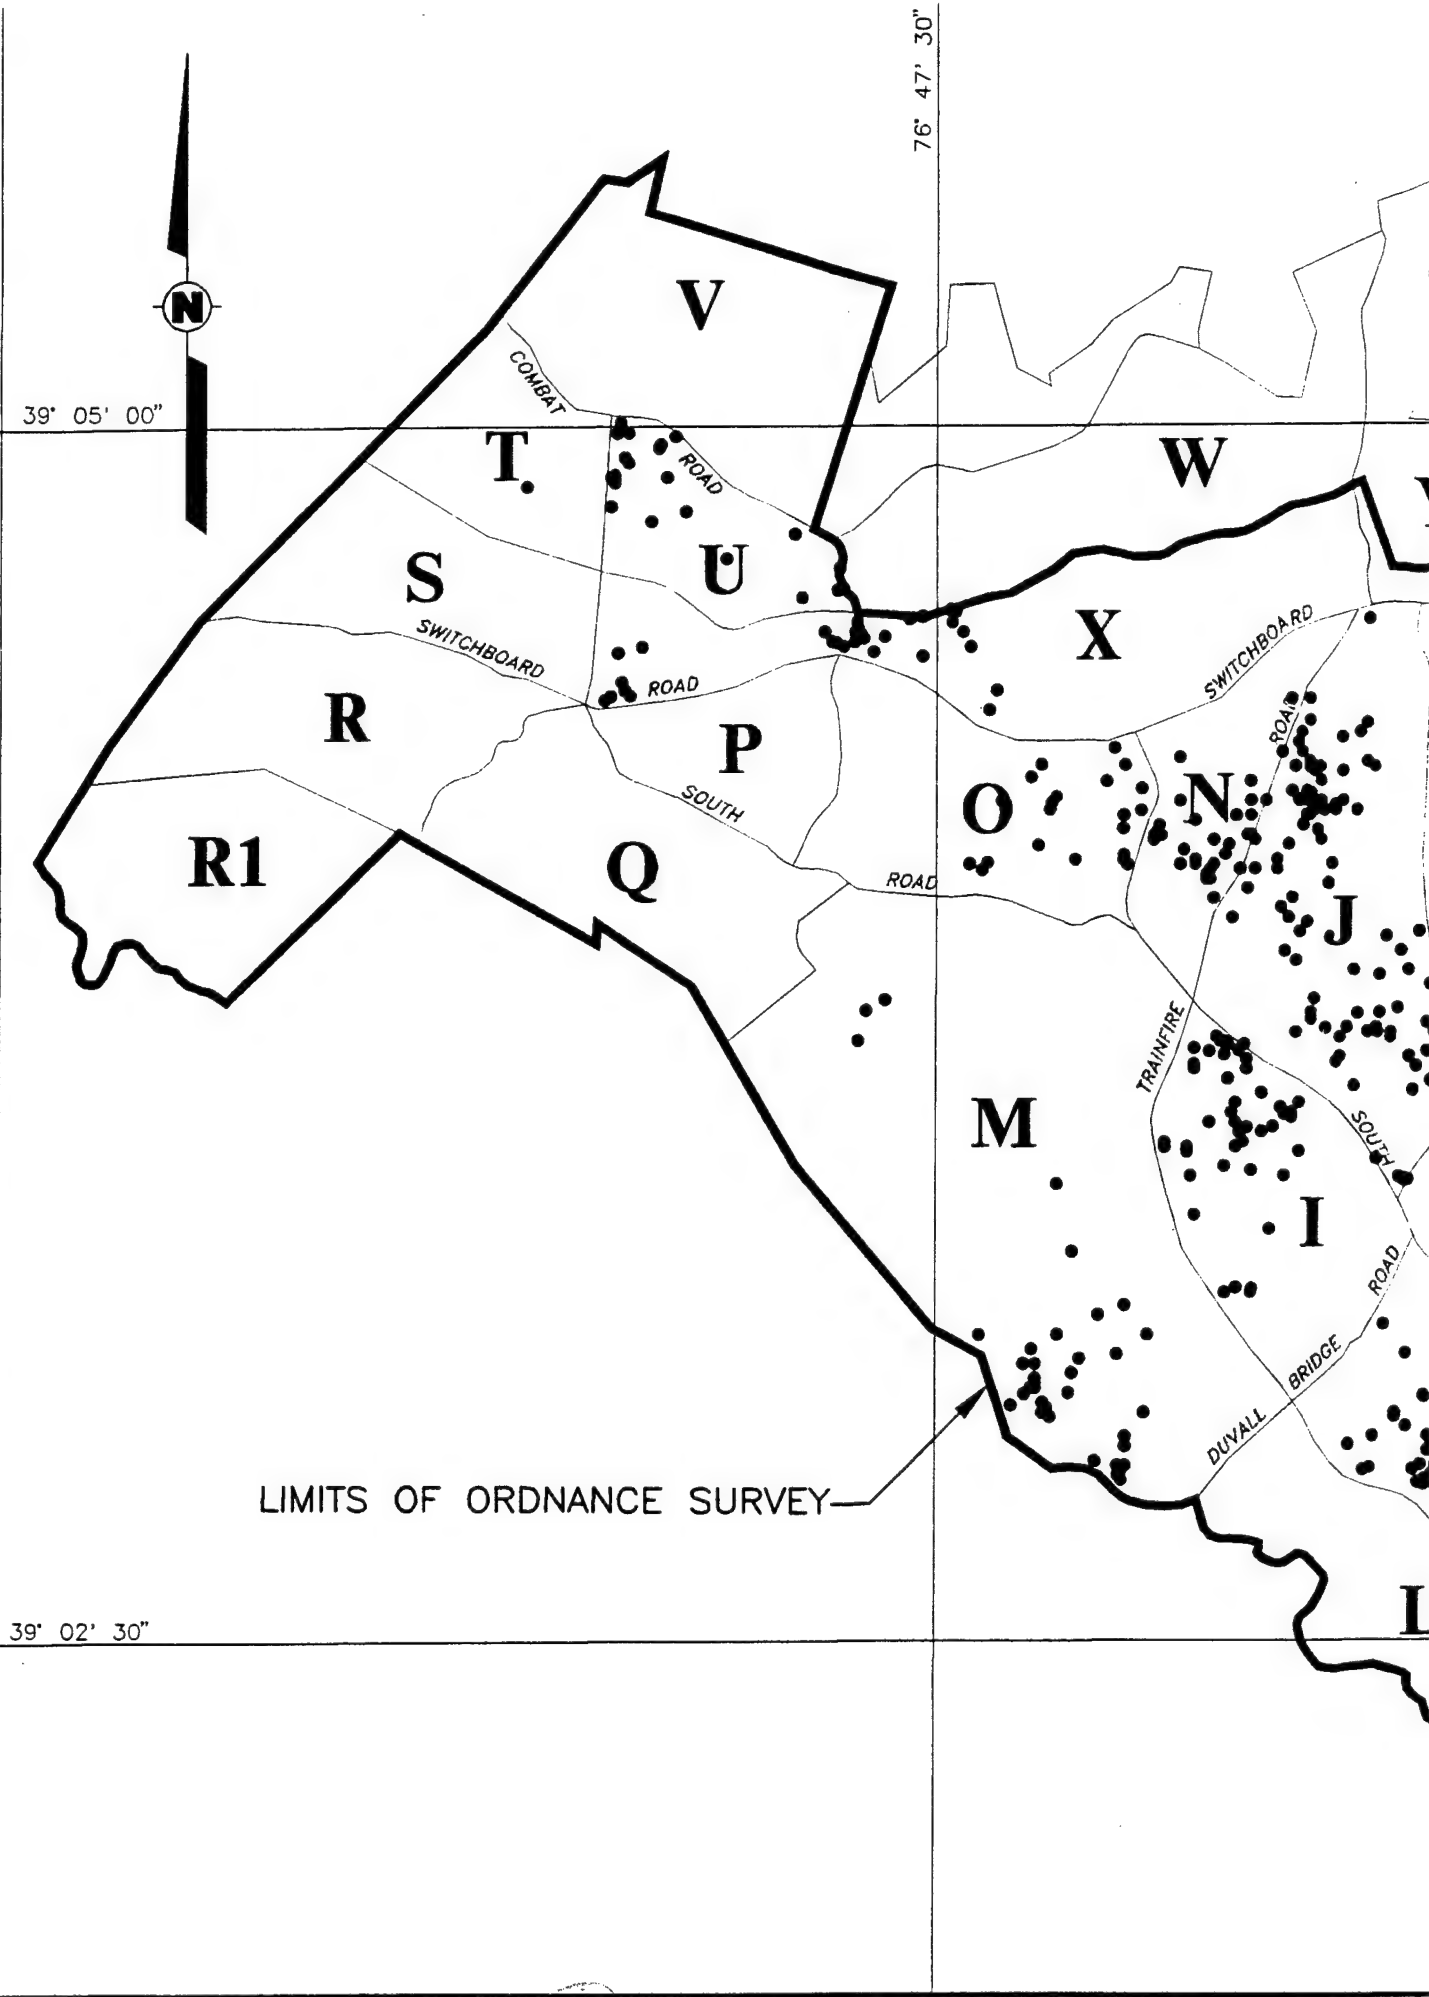 76° 47' 30"
N
V
COMBAT
39° 05' 00"
T
ROAD
W
U
S
SWITCHBOARD
X
SWITCHBOARD
ROAD
R
P
ROAD
SOUTH
O
N
R1
Q
ROAD
J
TRAINFIRE
M
SOUTH
I
ROAD
BRIDGE
DUVALL
LIMITS OF ORDNANCE SURVEY
L
39° 02' 30"